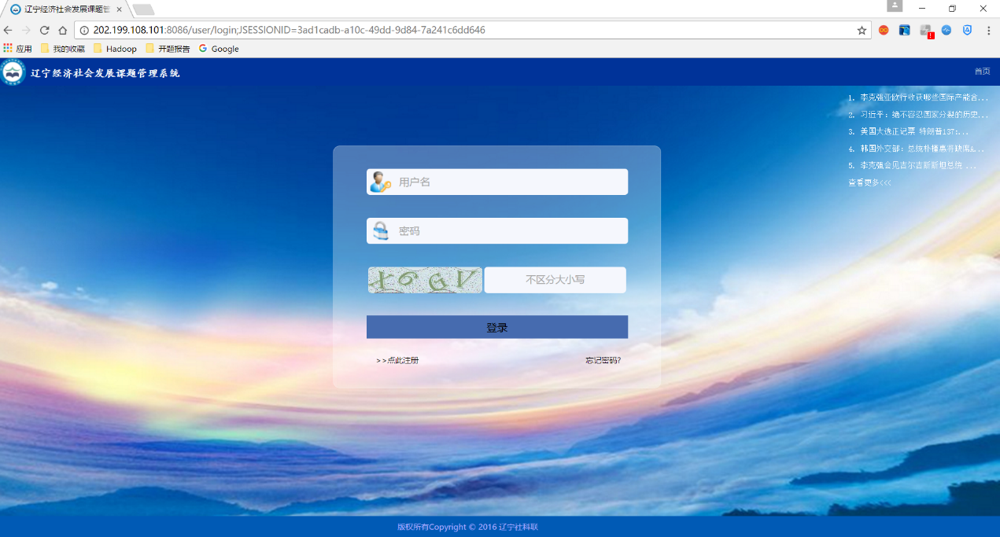 辽宁经济社会发展课题管
202.199.108.101:8086/user/login;JSESSIONID=3ad1cadb-a10c-49dd-9d84-7a241c6dd646
应用 我的收藏 Hadoop 开题报告 Google
辽宁经济社会发展课题管理系统 首页
1. 李克强亚欧行收获哪些国际产能合...
2. 习近平：绝不容忍国家分裂的历史...
3. 美国大选正记票 特朗普137:...
4. 韩国外交部：总统朴槿惠将缺席A...
5. 李克强会见吉尔吉斯斯坦总统 ...
查看更多<<<
用户名
密码
X6GV 不区分大小写
登录
>>点此注册 忘记密码?
版权所有Copyright © 2016 辽宁社科联